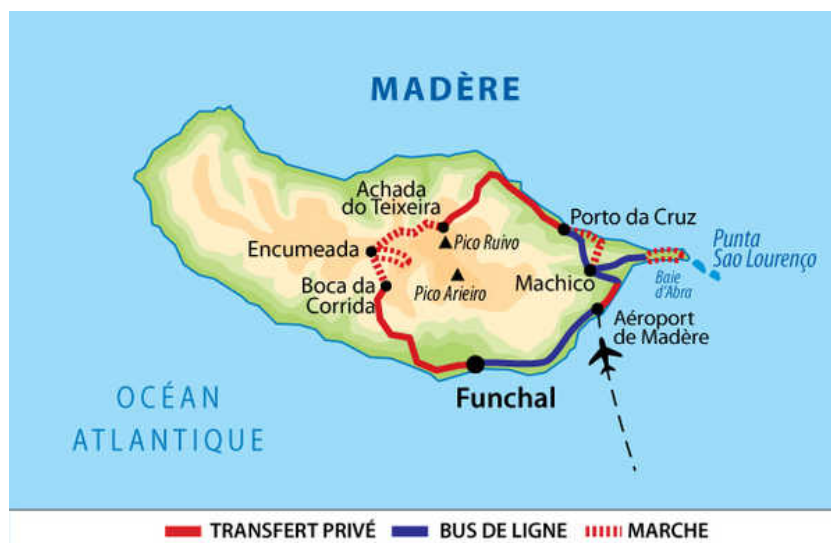 MADÈRE
Achada
do Teixeira
Porto da Cruz
Pico Ruivo
Encumeada
Punta
Sao Lourenço
Boca da
Corrida
Pico Arieiro
Machico
Baie
d'Abra
Aéroport
de Madère
Funchal
OCÉAN
ATLANTIQUE
TRANSFERT PRIVÉ BUS DE LIGNE MARCHE